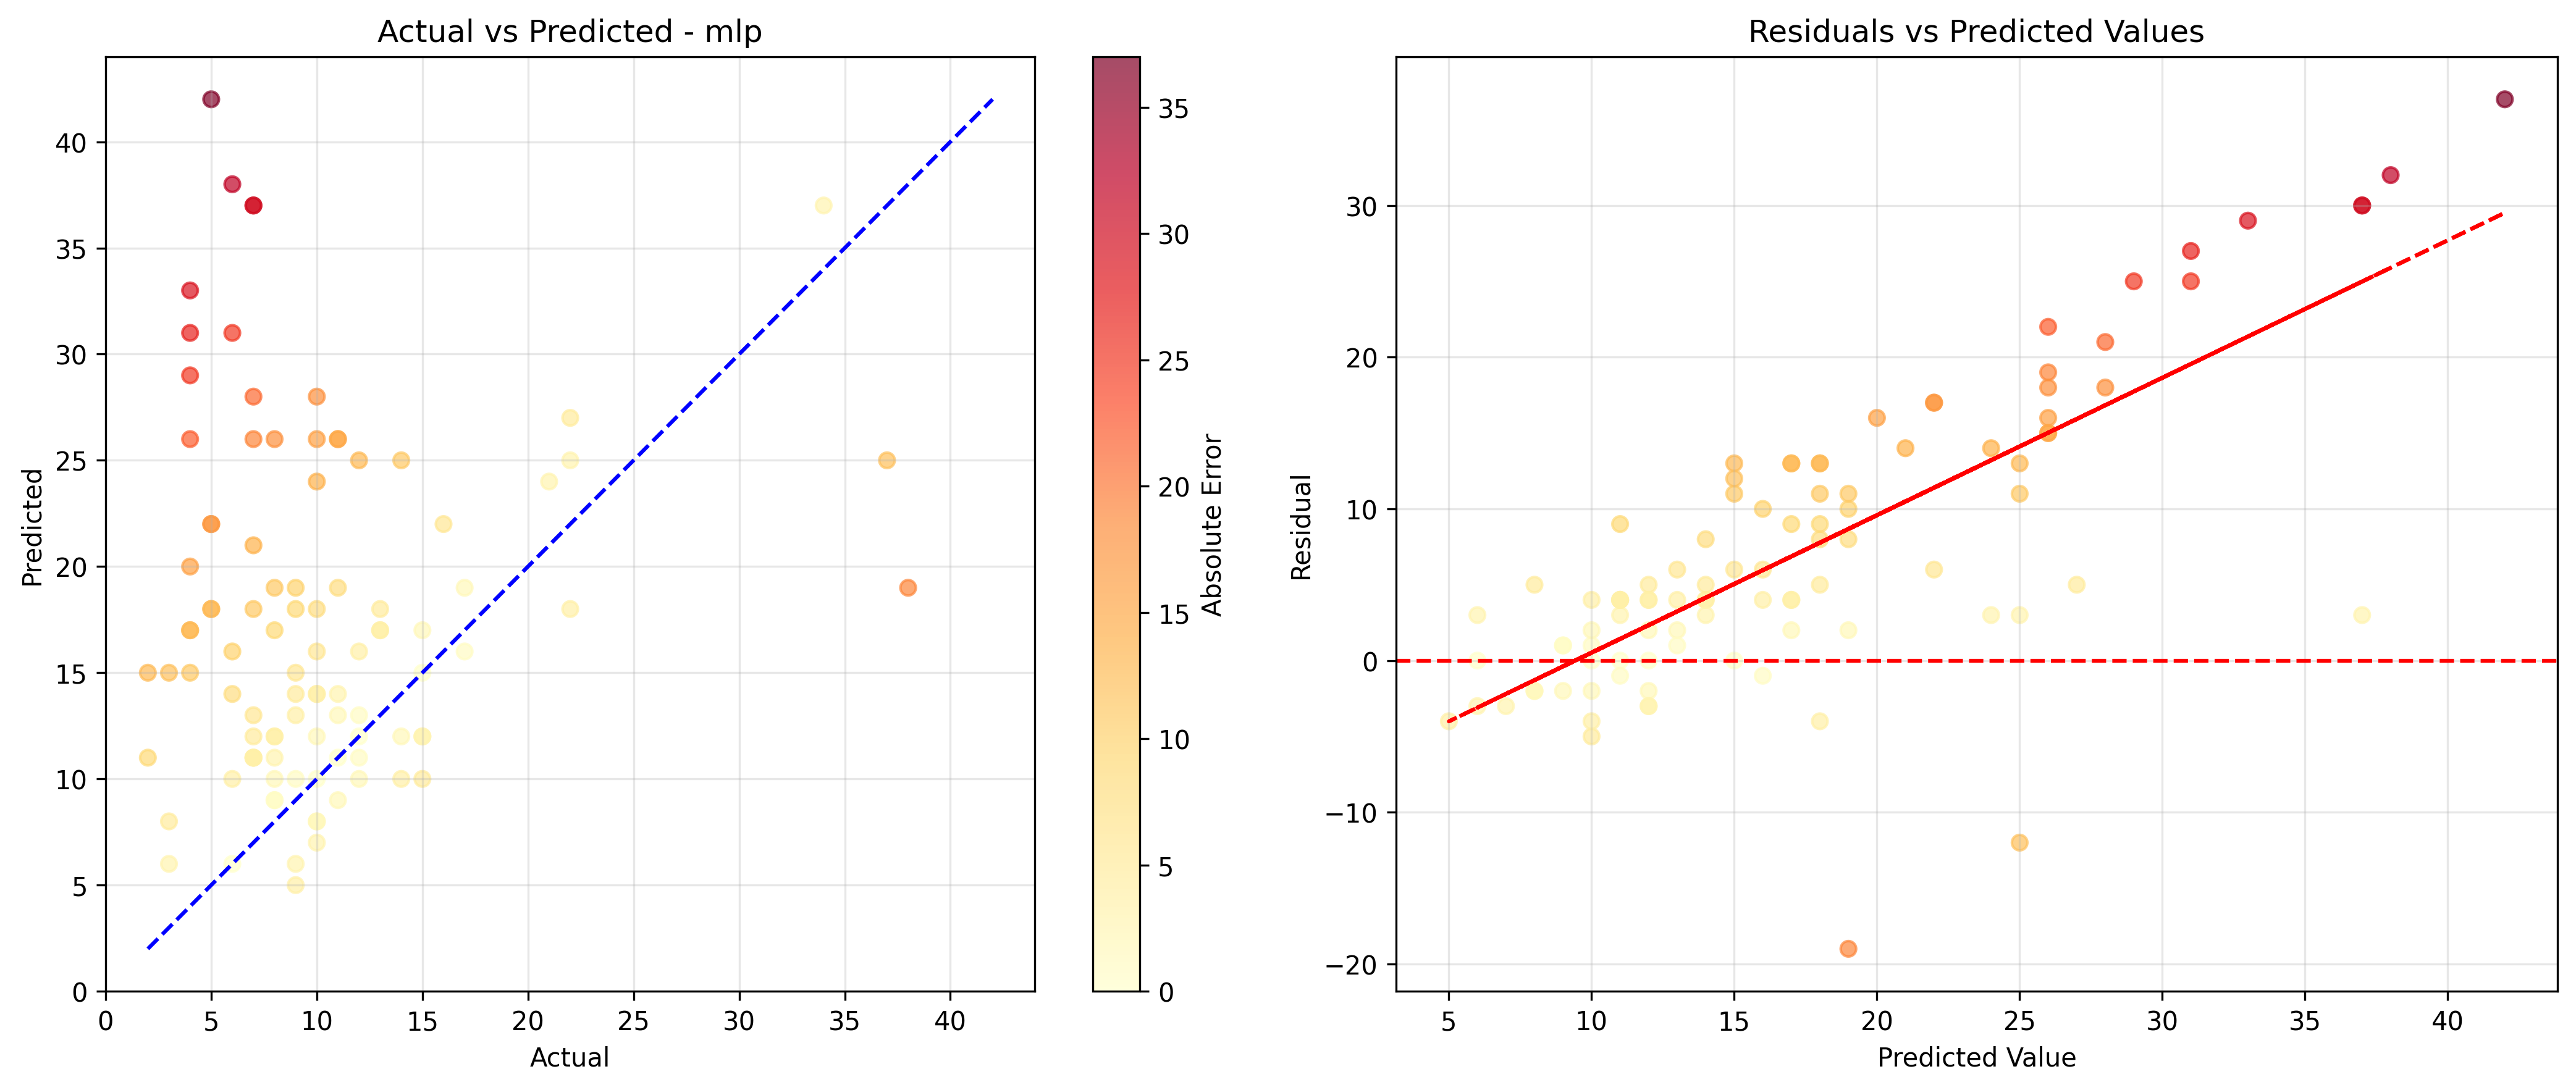 Actual vs Predicted - mlp
Predicted
40
35
30
25
20
15
10
5
0
0 5 10 15 20 25 30 35 40
Actual
35
30
25
20
15
10
5
0
Absolute Error
Residuals vs Predicted Values
Residual
30
20
10
0
−10
−20
5 10 15 20 25 30 35 40
Predicted Value